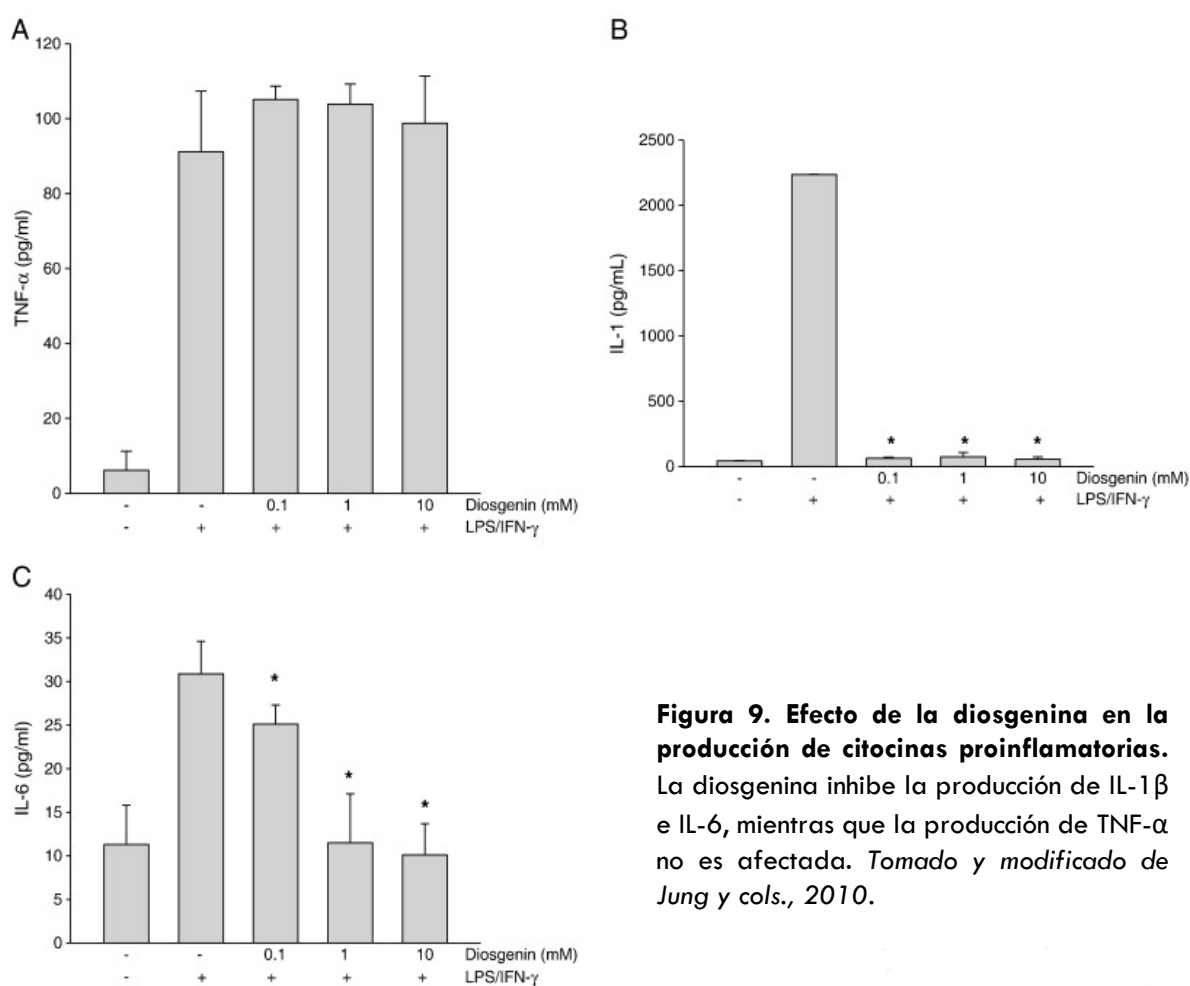 A
120
100
80
60
40
20
0
TNF-α (pg/ml)
- - 0.1 1 10 Diosgenin (mM)
- + + + + LPS/IFN-γ
B
2500
2000
1500
1000
500
0
IL-1 (pg/mL)
* * *
- - 0.1 1 10 Diosgenin (mM)
- + + + + LPS/IFN-γ
C
40
35
30
25
20
15
10
5
0
IL-6 (pg/ml)
* * *
- - 0.1 1 10 Diosgenin (mM)
- + + + + LPS/IFN-γ
Figura 9. Efecto de la diosgenina en la
producción de citocinas proinflamatorias.
La diosgenina inhibe la producción de IL-1β
e IL-6, mientras que la producción de TNF-α
no es afectada. Tomado y modificado de
Jung y cols., 2010.